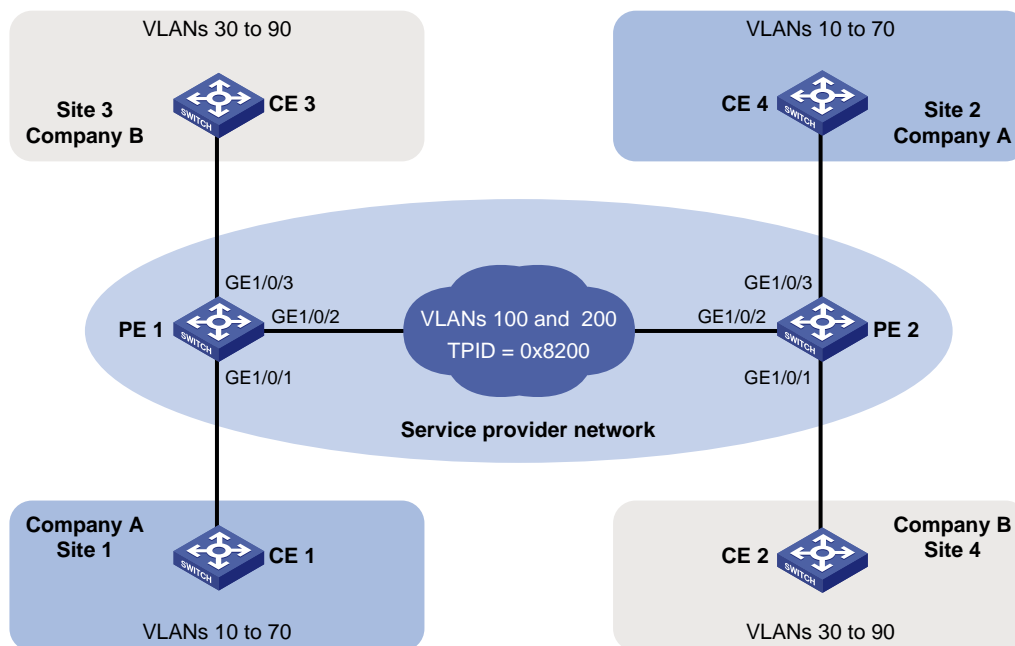 VLANs 30 to 90
CE 3
Site 3
Company B
SWITCH
VLANs 10 to 70
CE 4
Site 2
Company A
SWITCH
GE1/0/3
PE 1
GE1/0/2
SWITCH
GE1/0/1
VLANs 100 and 200
TPID = 0x8200
GE1/0/3
GE1/0/2
PE 2
SWITCH
GE1/0/1
Service provider network
Company A
Site 1
CE 1
SWITCH
VLANs 10 to 70
Company B
Site 4
CE 2
SWITCH
VLANs 30 to 90